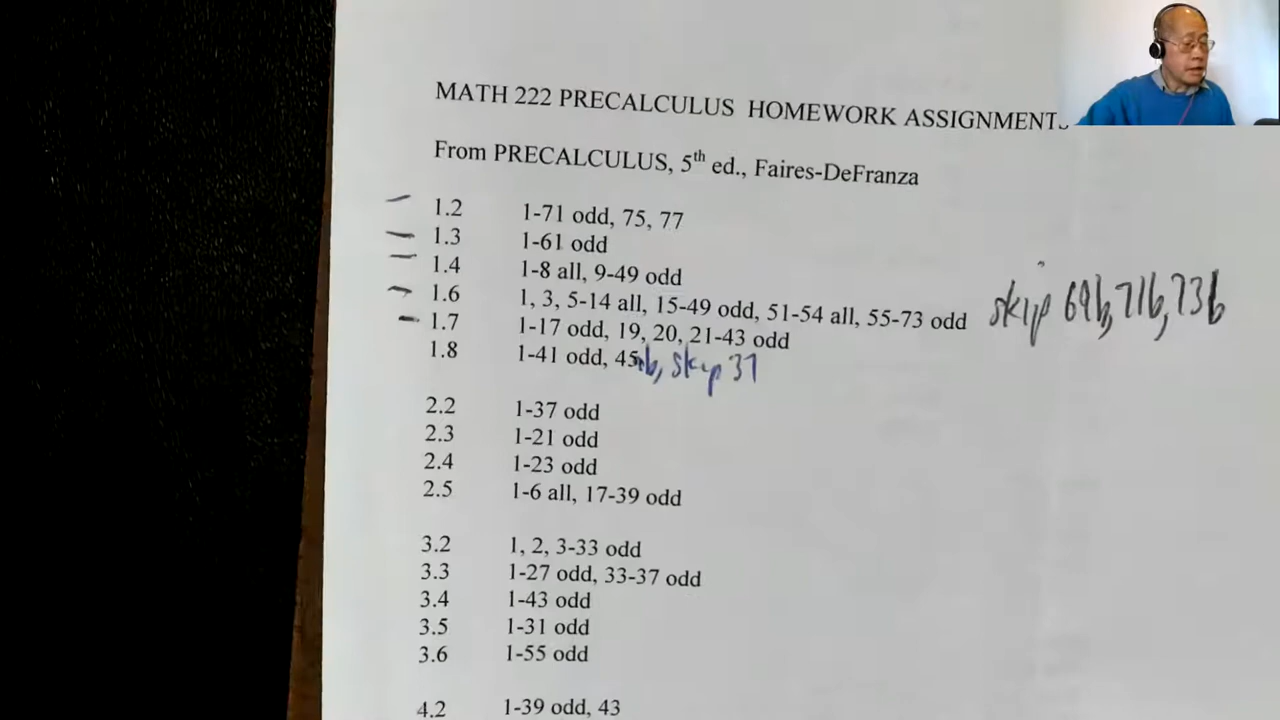 MATH 222 PRECALCULUS HOMEWORK ASSIGNMENTS
From PRECALCULUS, 5th ed., Faires-DeFranza
1.2 1-71 odd, 75, 77
1.3 1-61 odd
1.4 1-8 all, 9-49 odd
1.6 1, 3, 5-14 all, 15-49 odd, 51-54 all, 55-73 odd skip 69b, 71b, 73b
1.7 1-17 odd, 19, 20, 21-43 odd
1.8 1-41 odd, 45 skip 37
2.2 1-37 odd
2.3 1-21 odd
2.4 1-23 odd
2.5 1-6 all, 17-39 odd
3.2 1, 2, 3-33 odd
3.3 1-27 odd, 33-37 odd
3.4 1-43 odd
3.5 1-31 odd
3.6 1-55 odd
4.2 1-39 odd, 43